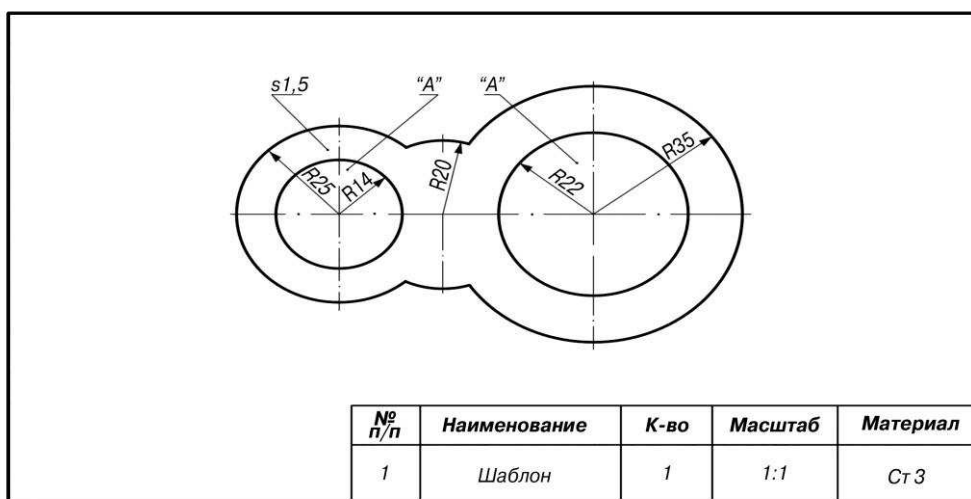 s1,5
“А”
“А”
R25
R14
R20
R22
R35
№ п/п
Наименование
К-во
Масштаб
Материал
1
Шаблон
1
1:1
Ст 3